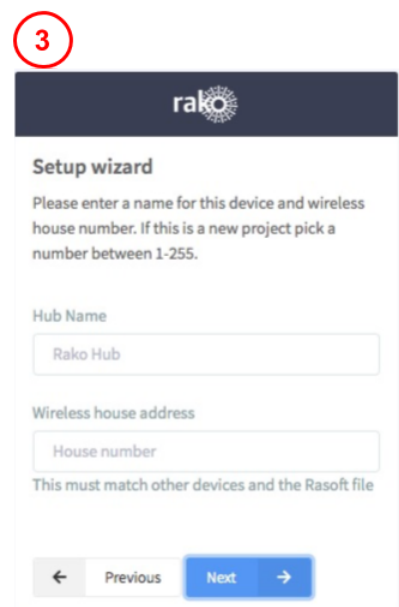 3
rako
Setup wizard
Please enter a name for this device and wireless
house number. If this is a new project pick a
number between 1-255.
Hub Name
Rako Hub
Wireless house address
House number
This must match other devices and the Rasoft file
← Previous Next →